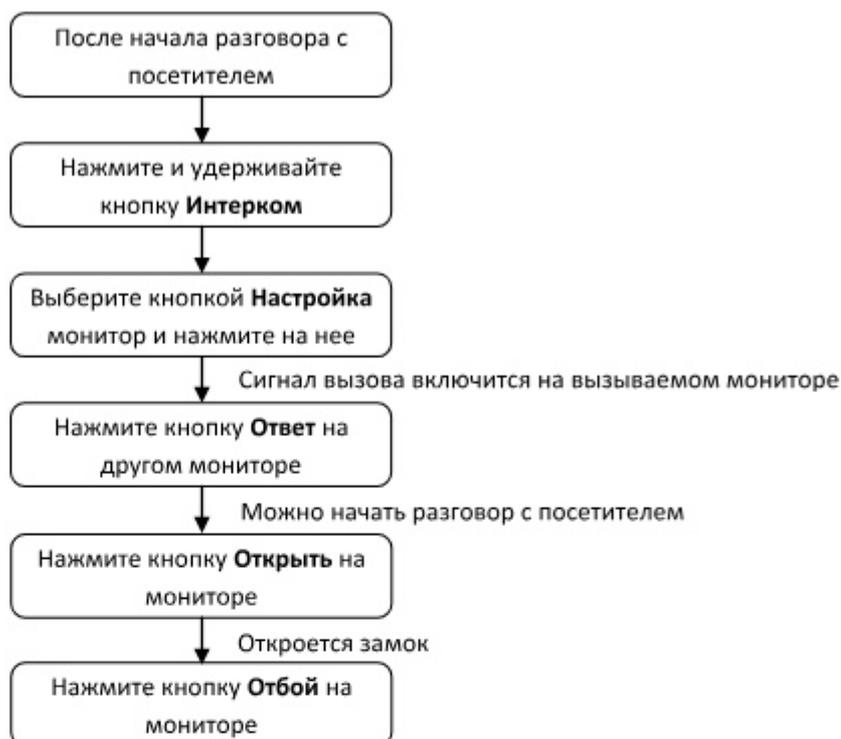 После начала разговора с
посетителем
Нажмите и удерживайте
кнопку Интерком
Выберите кнопкой Настройка
монитор и нажмите на нее
Сигнал вызова включится на вызываемом мониторе
Нажмите кнопку Ответ на
другом мониторе
Можно начать разговор с посетителем
Нажмите кнопку Открыть на
мониторе
Откроется замок
Нажмите кнопку Отбой на
мониторе